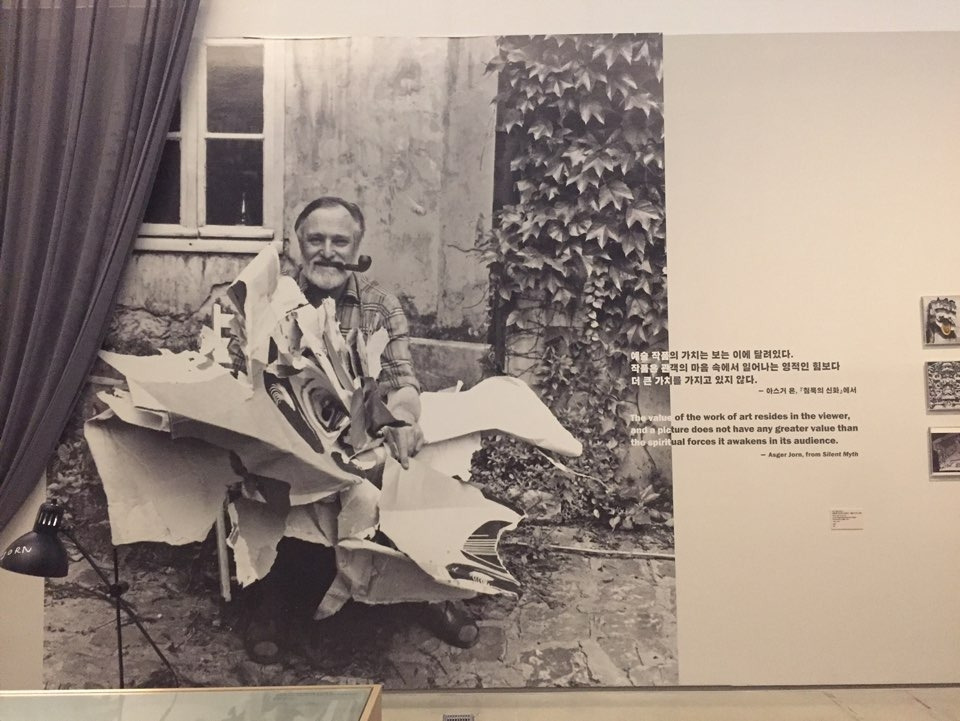 예술 작품의 가치는 보는 이에 달려있다.
작품은 관객의 마음 속에서 일어나는 영적인 힘보다
더 큰 가치를 가지고 있지 않다.
— 아스거 욘, 『침묵의 신화』에서
The value of the work of art resides in the viewer,
and a picture does not have any greater value than
the spiritual forces it awakens in its audience.
— Asger Jorn, from Silent Myth
JORN